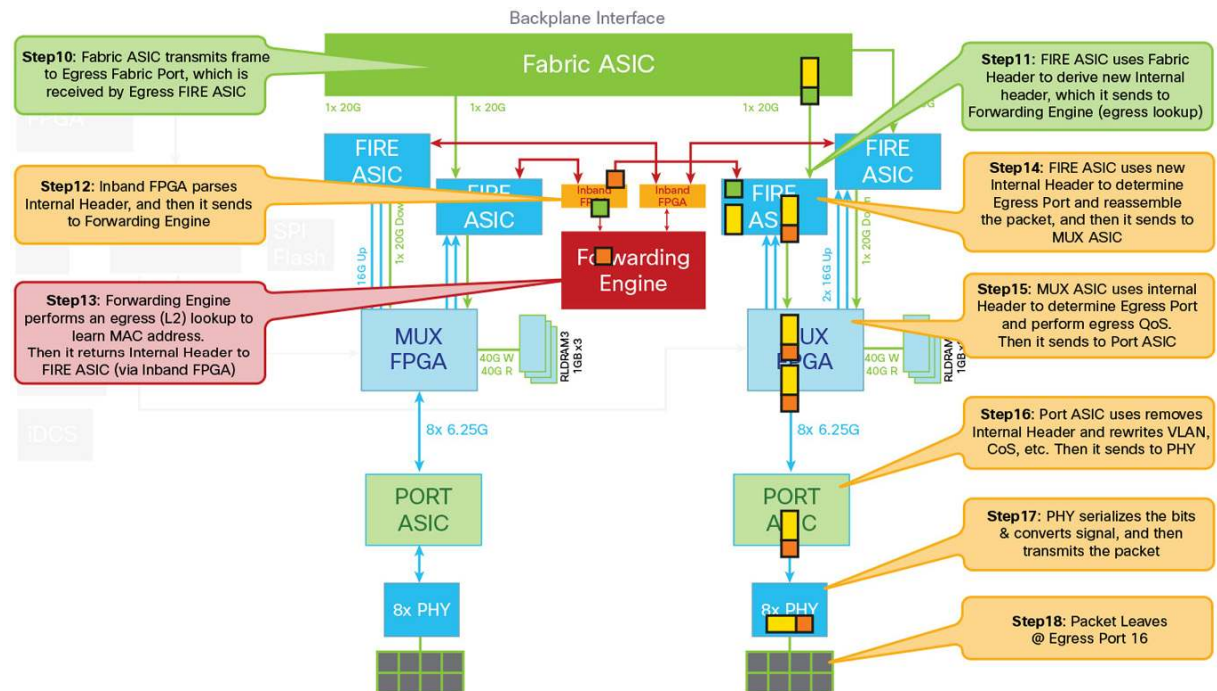 Backplane Interface
Fabric ASIC
Step10: Fabric ASIC transmits frame
to Egress Fabric Port, which is
received by Egress FIRE ASIC
Step11: FIRE ASIC uses Fabric
Header to derive new Internal
header, which it sends to
Forwarding Engine (egress lookup)
1x 20G
1x 20G
1x 20G
FPGA
FIRE
ASIC
FIRE
ASIC
Inband
FPGA
Inband
FPGA
FIRE
ASIC
FIRE
ASIC
Step12: Inband FPGA parses
Internal Header, and then it sends
to Forwarding Engine
Step14: FIRE ASIC uses new
Internal Header to determine
Egress Port and reassemble
the packet, and then it sends to
MUX ASIC
SPI
Flash
16G Up
1x 20G Down
Forwarding
Engine
2x 16G Up
1x 20G Down
Step13: Forwarding Engine
performs an egress (L2) lookup to
learn MAC address.
Then it returns Internal Header to
FIRE ASIC (via Inband FPGA)
Step15: MUX ASIC uses internal
Header to determine Egress Port
and perform egress QoS.
Then it sends to Port ASIC
MUX
FPGA
40G W
40G R
RLDRAM3
1GB x3
MUX
FPGA
40G W
40G R
RLDRAM3
1GB
iDCS
8x 6.25G
8x 6.25G
Step16: Port ASIC uses removes
Internal Header and rewrites VLAN,
CoS, etc. Then it sends to PHY
PORT
ASIC
PORT
ASIC
Step17: PHY serializes the bits
& converts signal, and then
transmits the packet
8x PHY
8x PHY
Step18: Packet Leaves
@ Egress Port 16